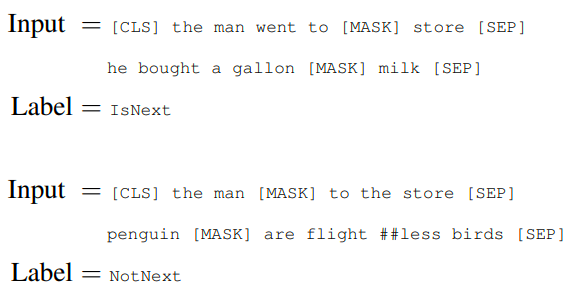 Input = [CLS] the man went to [MASK] store [SEP]
he bought a gallon [MASK] milk [SEP]
Label = IsNext
Input = [CLS] the man [MASK] to the store [SEP]
penguin [MASK] are flight ##less birds [SEP]
Label = NotNext